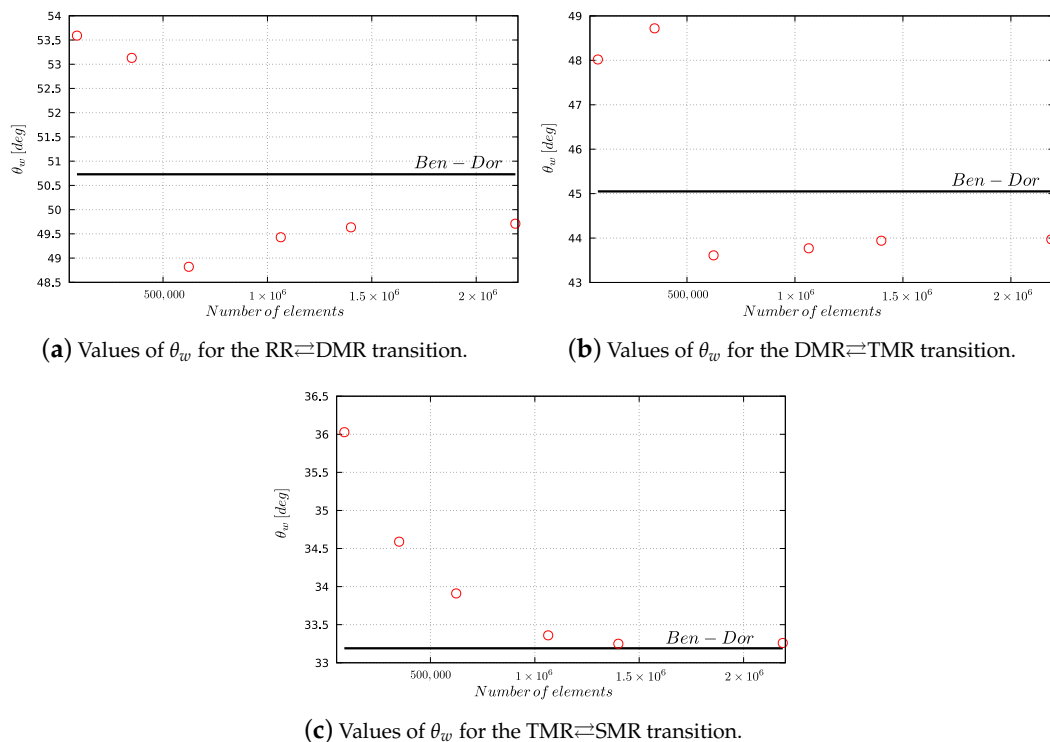 54
53.5
53
52.5
52
51.5
51
50.5
50
49.5
49
48.5
θw [deg]
Ben − Dor
500,000
1 × 10^6
1.5 × 10^6
2 × 10^6
Number of elements
(a) Values of θw for the RR⇄DMR transition.
49
48
47
46
45
44
43
θw [deg]
Ben − Dor
500,000
1 × 10^6
1.5 × 10^6
2 × 10^6
Number of elements
(b) Values of θw for the DMR⇄TMR transition.
36.5
36
35.5
35
34.5
34
33.5
33
θw [deg]
Ben − Dor
500,000
1 × 10^6
1.5 × 10^6
2 × 10^6
Number of elements
(c) Values of θw for the TMR⇄SMR transition.